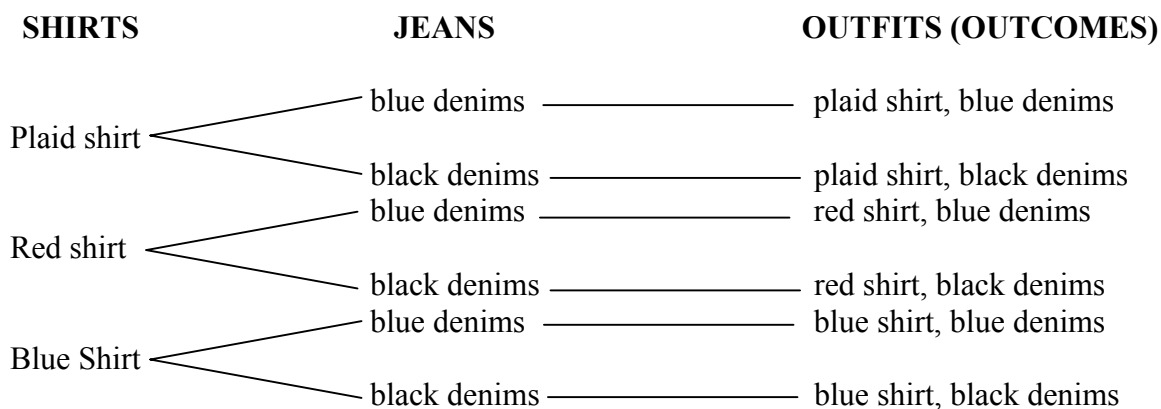 SHIRTS JEANS OUTFITS (OUTCOMES)
blue denims plaid shirt, blue denims
Plaid shirt
black denims plaid shirt, black denims
blue denims red shirt, blue denims
Red shirt
black denims red shirt, black denims
blue denims blue shirt, blue denims
Blue Shirt
black denims blue shirt, black denims